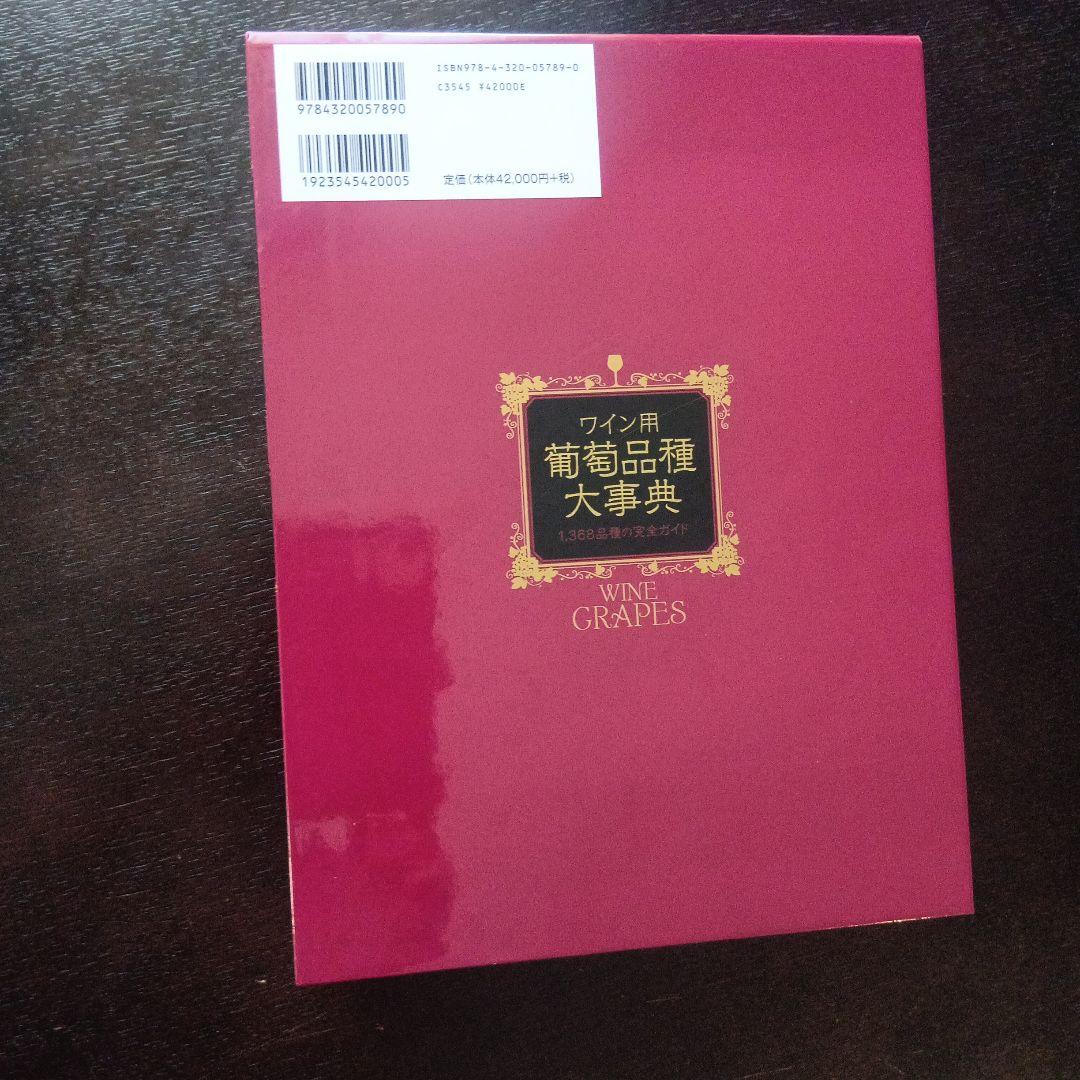 ISBN978-4-320-05789-0
C3545 ¥42000E
9784320057890
1923545420005
定価(本体42,000円+税)
ワイン用
葡萄品種
大事典
1,368品種の完全ガイド
WINE
GRAPES